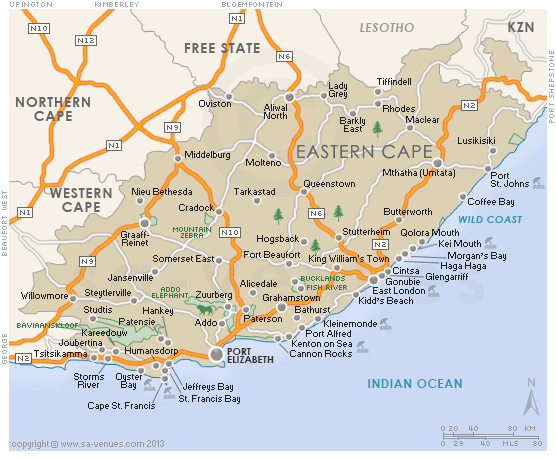 UPINGTON
KIMBERLEY
BLOEMFONTEIN
N10
N12
N1
N6
LESOTHO
KZN
FREE STATE
PORT SHEPSTONE
Tiffindell
Lady
Grey
Rhodes
Oviston
Aliwal
North
N2
NORTHERN
CAPE
Barkly
East
Maclear
N9
Lusikisiki
N1
Middelburg
EASTERN CAPE
Molteno
Mthatha (Umtata)
WESTERN
CAPE
Nieu Bethesda
Tarkastad
Queenstown
Port
St. Johns
Coffee Bay
N1
BEAUFORT WEST
Cradock
N6
Butterworth
WILD COAST
Graaff-
Reinet
MOUNTAIN
ZEBRA
N10
Stutterheim
Hogsback
N2
Qolora Mouth
Kei Mouth
Fort Beaufort
King William's Town
Morgan's Bay
N9
Somerset East
Haga Haga
Jansenville
Cintsa
Glengarriff
BUCKLANDS
FISH RIVER
Gonubie
East London
Willowmore
Steytlerville
ADDO
ELEPHANT
Alicedale
Zuurberg
Grahamstown
Kidd's Beach
Studtis
Hankey
Bathurst
BAVIAANSKLOOF
Patensie
Addo
Paterson
Kleinemonde
Kareedouw
Port Alfred
Joubertina
Humansdorp
Kenton on Sea
Tsitsikamma
PORT
ELIZABETH
Cannon Rocks
GEORGE
N2
Storms
River
Oyster
Bay
Jeffreys Bay
INDIAN OCEAN
St. Francis Bay
Cape St. Francis
N
0 20 40 80 KM
0 29 40 MLS 80
copyright © www.sa-venues.com 2013